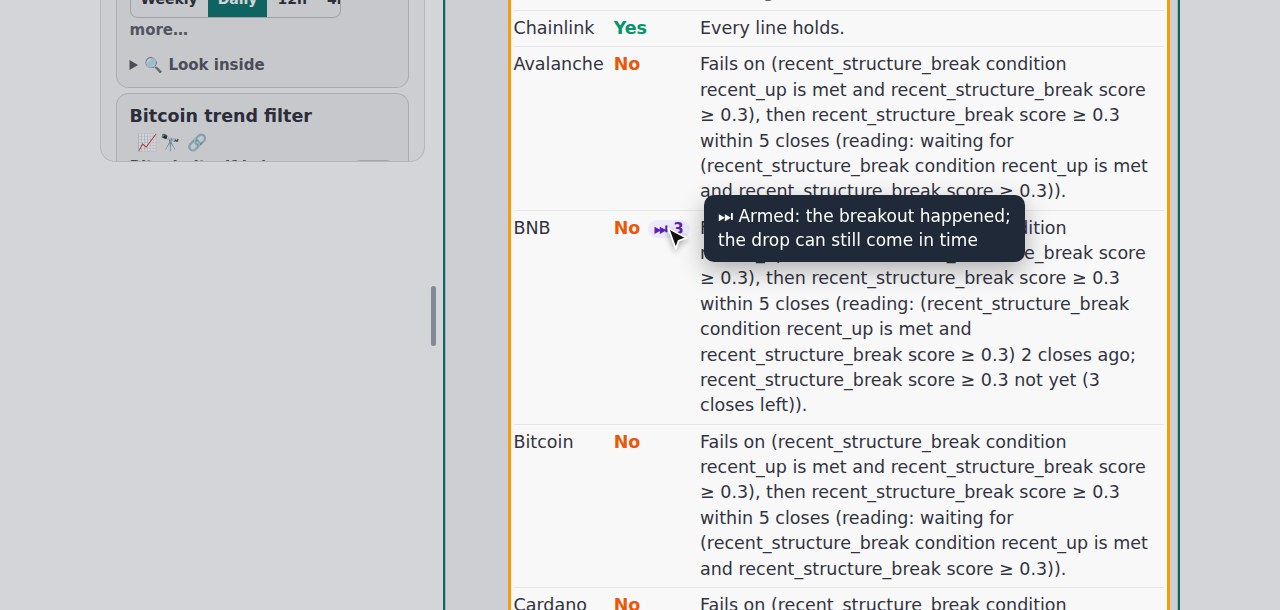 Weekly Daily 12h
more...
▶ 🔍 Look inside
Bitcoin trend filter
📈 🔭 🔗
Chainlink Yes Every line holds.
Avalanche No Fails on (recent_structure_break condition
recent_up is met and recent_structure_break score
≥ 0.3), then recent_structure_break score ≥ 0.3
within 5 closes (reading: waiting for
(recent_structure_break condition recent_up is met
and recent_structure_break score ≥ 0.3)).
⏭ Armed: the breakout happened;
the drop can still come in time
BNB No ⏭ 3
≥ 0.3), then recent_structure_break score ≥ 0.3
within 5 closes (reading: (recent_structure_break
condition recent_up is met and
recent_structure_break score ≥ 0.3) 2 closes ago;
recent_structure_break score ≥ 0.3 not yet (3
closes left)).
Bitcoin No Fails on (recent_structure_break condition
recent_up is met and recent_structure_break score
≥ 0.3), then recent_structure_break score ≥ 0.3
within 5 closes (reading: waiting for
(recent_structure_break condition recent_up is met
and recent_structure_break score ≥ 0.3)).
Cardano No Fails on (recent_structure_break condition